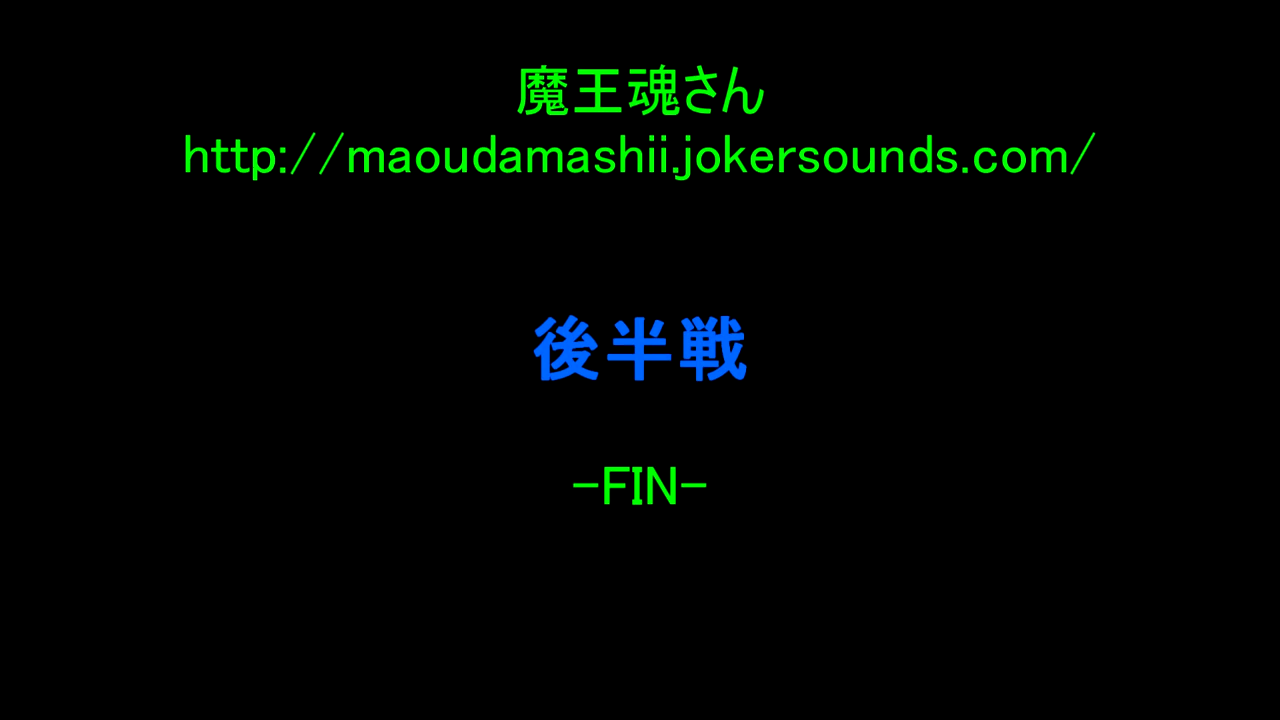 魔王魂さん
http://maoudamashii.jokersounds.com/
後半戦
-FIN-